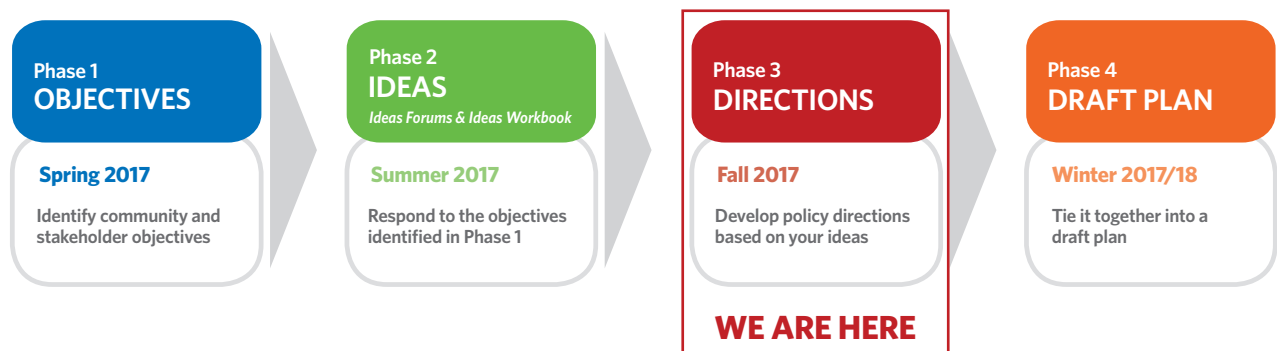 Phase 1
OBJECTIVES
Spring 2017
Identify community and
stakeholder objectives
Phase 2
IDEAS
Ideas Forums & Ideas Workbook
Summer 2017
Respond to the objectives
identified in Phase 1
Phase 3
DIRECTIONS
Fall 2017
Develop policy directions
based on your ideas
WE ARE HERE
Phase 4
DRAFT PLAN
Winter 2017/18
Tie it together into a
draft plan